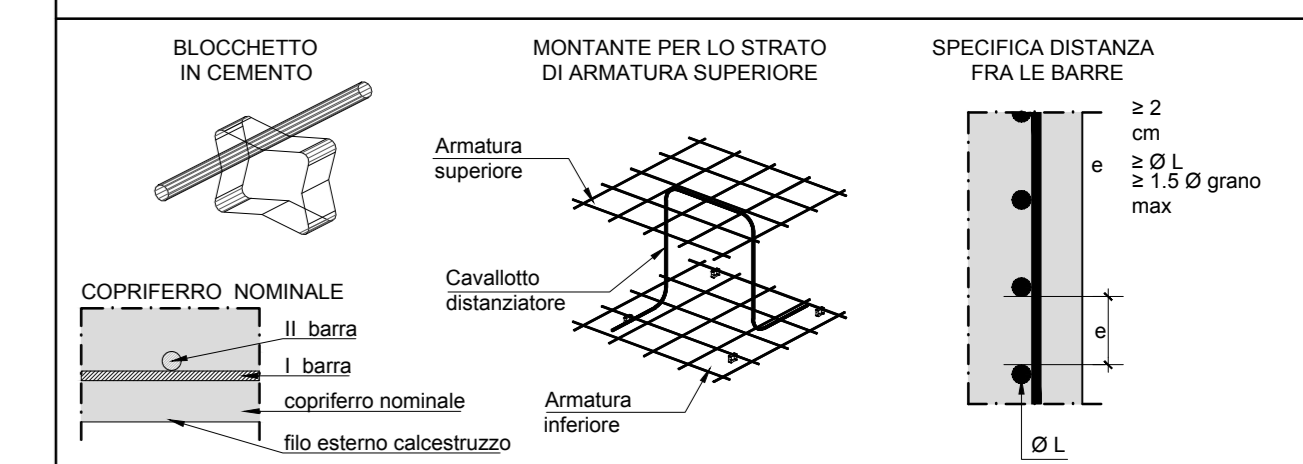 BLOCCHETTO
IN CEMENTO
MONTANTE PER LO STRATO
DI ARMATURA SUPERIORE
SPECIFICA DISTANZA
FRA LE BARRE
Armatura
superiore
Cavallotto
distanziatore
Armatura
inferiore
COPRIFERRO NOMINALE
II barra
I barra
copriferro nominale
filo esterno calcestruzzo
e
≥ 2
cm
≥ Ø L
≥ 1.5 Ø grano
max
e
Ø L